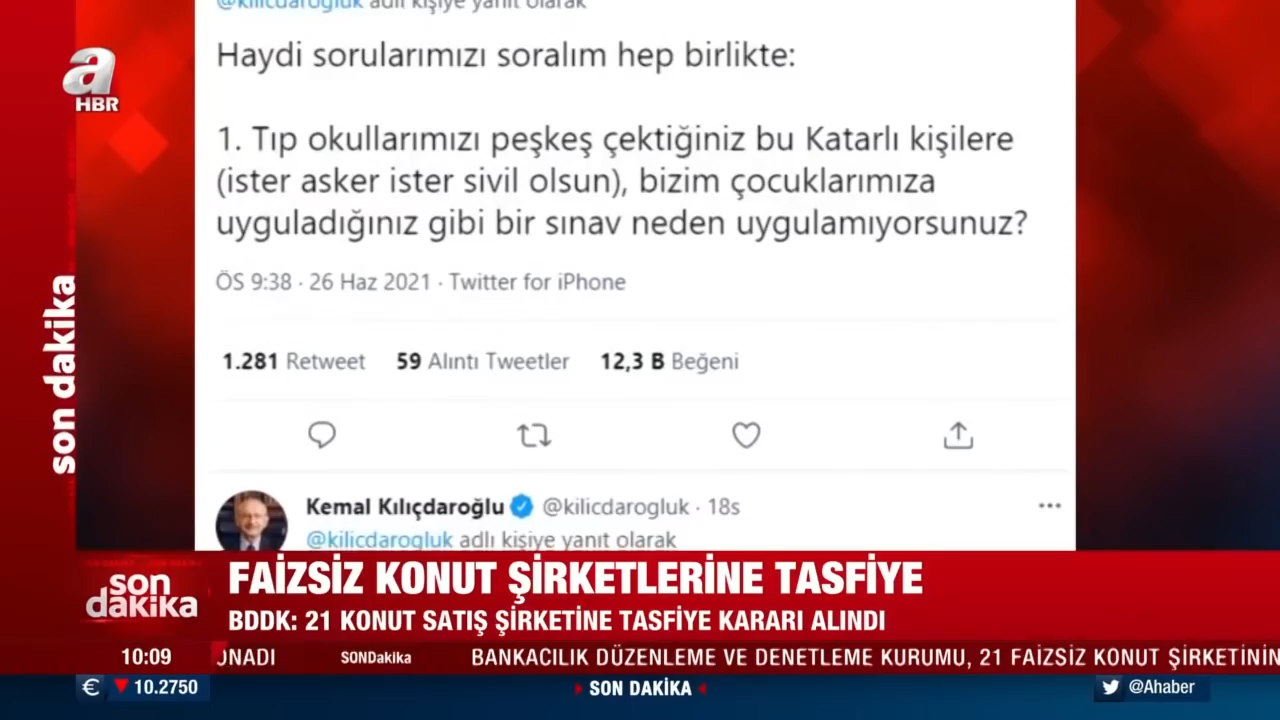 @kilicdarogluk adlı kişiye yanıt olarak
Haydi sorularımızı soralım hep birlikte:
1. Tıp okullarımızı peşkeş çektiğiniz bu Katarlı kişilere
(ister asker ister sivil olsun), bizim çocuklarımıza
uyguladığınız gibi bir sınav neden uygulamıyorsunuz?
ÖS 9:38 · 26 Haz 2021 · Twitter for iPhone
1.281 Retweet 59 Alıntı Tweetler 12,3 B Beğeni
Kemal Kılıçdaroğlu @kilicdarogluk · 18s
@kilicdarogluk adlı kişiye yanıt olarak
a
HBR
son dakika
son
dakika
FAİZSİZ KONUT ŞİRKETLERİNE TASFİYE
BDDK: 21 KONUT SATIŞ ŞİRKETİNE TASFİYE KARARI ALINDI
10:09 ONADI SONDakika BANKACILIK DÜZENLEME VE DENETLEME KURUMU, 21 FAİZSİZ KONUT ŞİRKETİNİN
€ 10.2750 SON DAKİKA @Ahaber